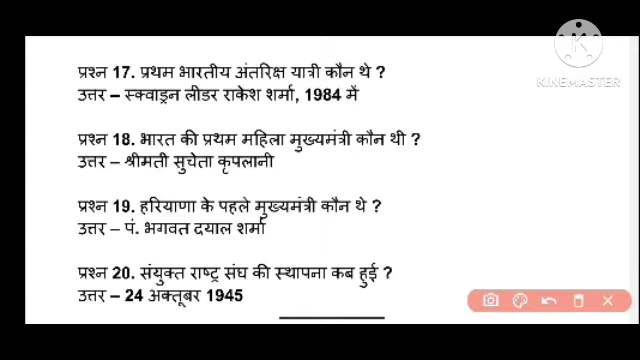 प्रश्न 17. प्रथम भारतीय अंतरिक्ष यात्री कौन थे ?
उत्तर – स्क्वाड्रन लीडर राकेश शर्मा, 1984 में
प्रश्न 18. भारत की प्रथम महिला मुख्यमंत्री कौन थी ?
उत्तर – श्रीमती सुचेता कृपलानी
प्रश्न 19. हरियाणा के पहले मुख्यमंत्री कौन थे ?
उत्तर – पं. भगवत दयाल शर्मा
प्रश्न 20. संयुक्त राष्ट्र संघ की स्थापना कब हुई ?
उत्तर – 24 अक्तूबर 1945
K
KINEMASTER